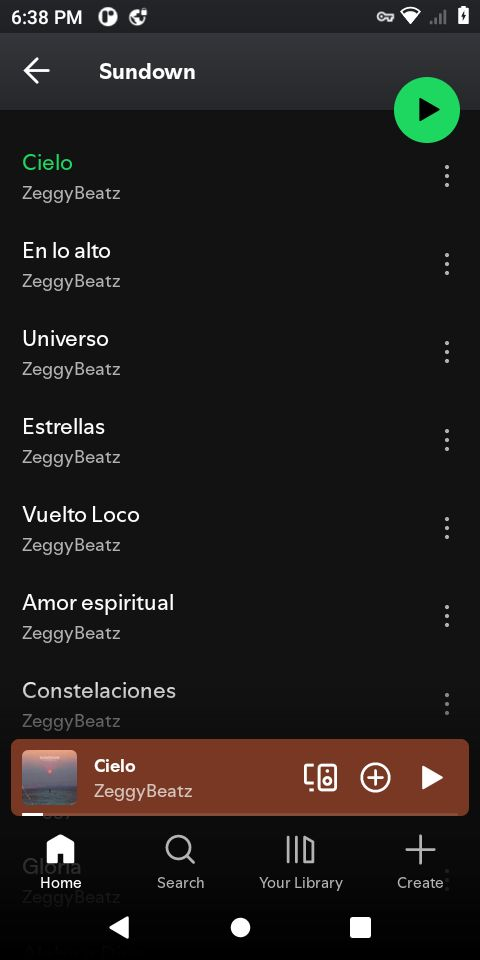 6:38 PM
Sundown
Cielo
ZeggyBeatz
En lo alto
ZeggyBeatz
Universo
ZeggyBeatz
Estrellas
ZeggyBeatz
Vuelto Loco
ZeggyBeatz
Amor espiritual
ZeggyBeatz
Constelaciones
ZeggyBeatz
Cielo
ZeggyBeatz
Gloria
Home
Search
Your Library
Create
ZeggyBeatz